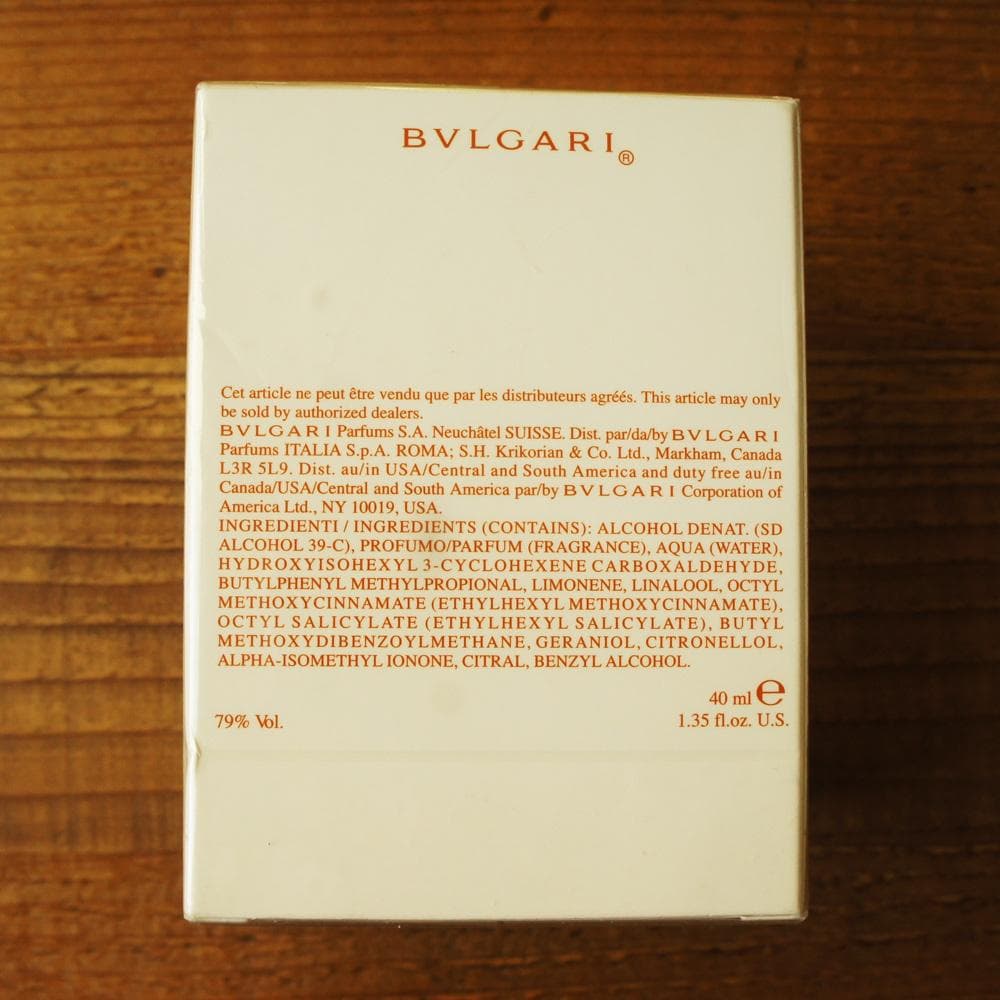 BVLGARI®
Cet article ne peut être vendu que par les distributeurs agréés. This article may only
be sold by authorized dealers.
BVLGARI Parfums S.A. Neuchâtel SUISSE. Dist. par/da/by BVLGARI
Parfums ITALIA S.p.A. ROMA; S.H. Krikorian & Co. Ltd., Markham, Canada
L3R 5L9. Dist. au/in USA/Central and South America and duty free au/in
Canada/USA/Central and South America par/by BVLGARI Corporation of
America Ltd., NY 10019, USA.
INGREDIENTI / INGREDIENTS (CONTAINS): ALCOHOL DENAT. (SD
ALCOHOL 39-C), PROFUMO/PARFUM (FRAGRANCE), AQUA (WATER),
HYDROXYISOHEXYL 3-CYCLOHEXENE CARBOXALDEHYDE,
BUTYLPHENYL METHYLPROPIONAL, LIMONENE, LINALOOL, OCTYL
METHOXYCINNAMATE (ETHYLHEXYL METHOXYCINNAMATE),
OCTYL SALICYLATE (ETHYLHEXYL SALICYLATE), BUTYL
METHOXYDIBENZOYLMETHANE, GERANIOL, CITRONELLOL,
ALPHA-ISOMETHYL IONONE, CITRAL, BENZYL ALCOHOL.
40 ml ℮
79% Vol. 1.35 fl.oz. U.S.